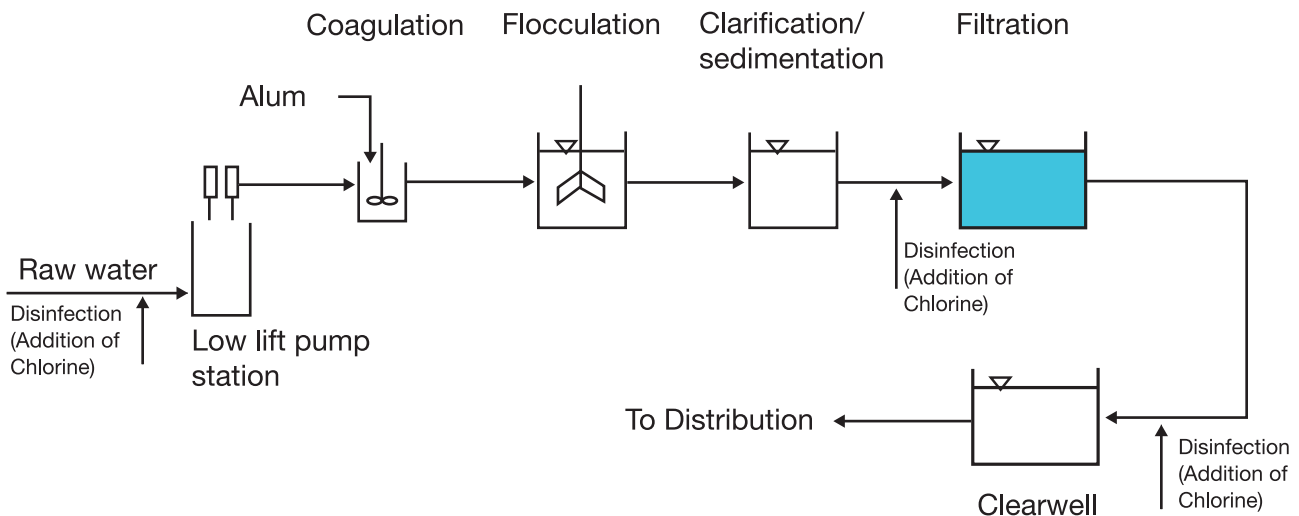 Coagulation
Flocculation
Clarification/
sedimentation
Filtration
Alum
Raw water
Disinfection
(Addition of
Chlorine)
Low lift pump
station
Disinfection
(Addition of
Chlorine)
To Distribution
Clearwell
Disinfection
(Addition of
Chlorine)